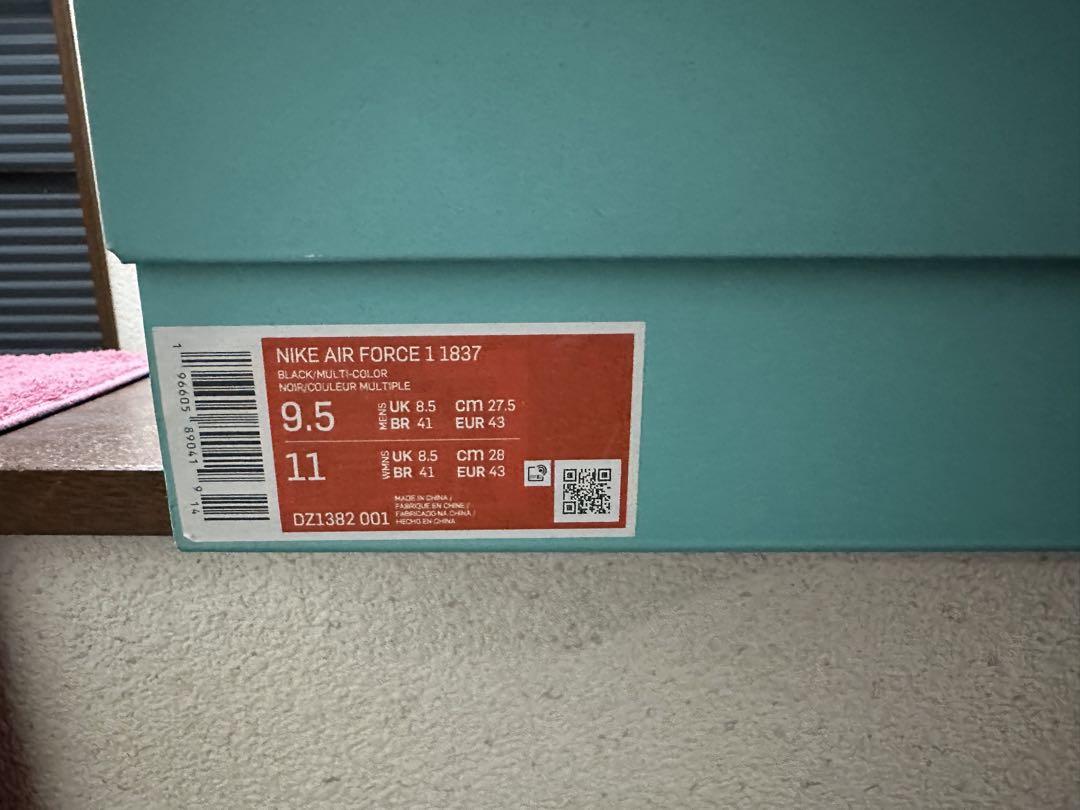 NIKE AIR FORCE 1 1837
BLACK/MULTI-COLOR
NOIR/COULEUR MULTIPLE
9.5 MENS UK 8.5 cm 27.5
BR 41 EUR 43
11 WMNS UK 8.5 cm 28
BR 41 EUR 43
DZ1382 001
MADE IN CHINA /
FABRIQUÉ EN CHINE /
FABRICADO NA CHINA /
HECHO EN CHINA
1 96605 89041 9 14